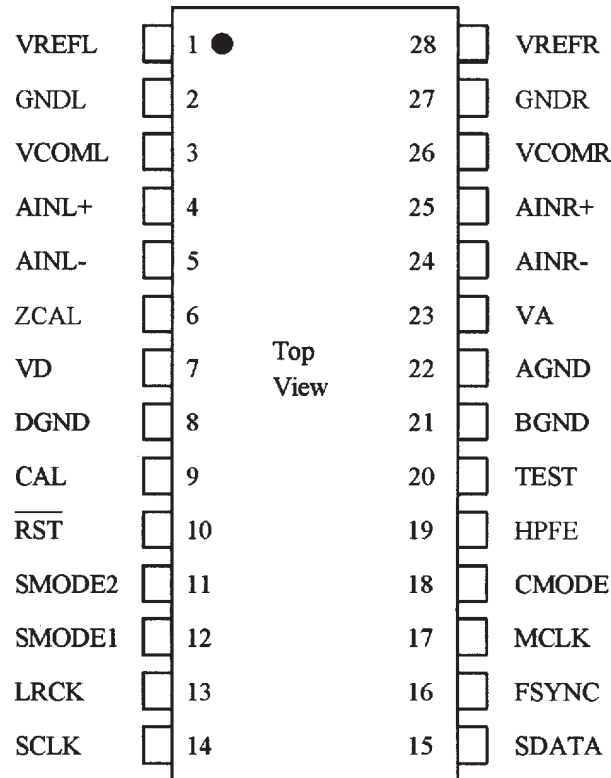 VREFL 1 28 VREFR
GNDL 2 27 GNDR
VCOML 3 26 VCOMR
AINL+ 4 25 AINR+
AINL- 5 24 AINR-
ZCAL 6 23 VA
Top
VD 7 22 AGND
View
DGND 8 21 BGND
CAL 9 20 TEST
R̅S̅T̅ 10 19 HPFE
SMODE2 11 18 CMODE
SMODE1 12 17 MCLK
LRCK 13 16 FSYNC
SCLK 14 15 SDATA